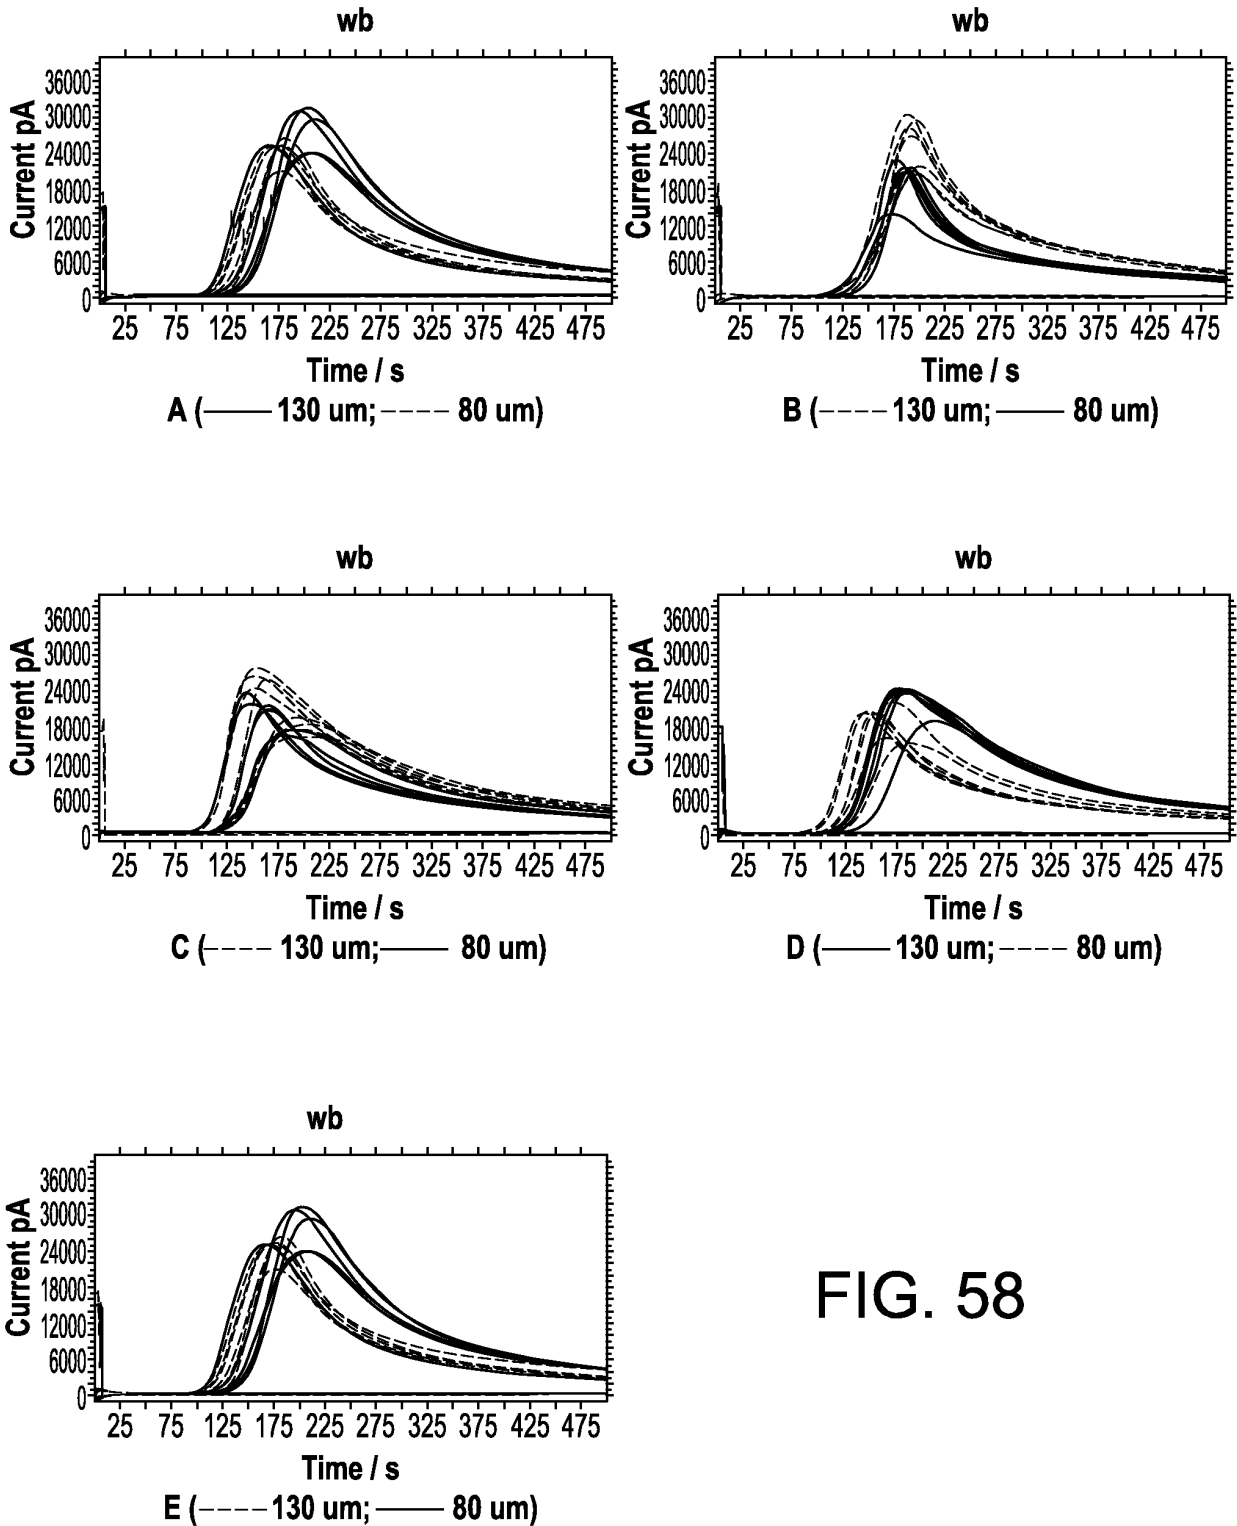 wb
36000
30000
24000
18000
12000
6000
0
Current pA
25 75 125 175 225 275 325 375 425 475
Time / s
A (—— 130 um; ---- 80 um)
wb
36000
30000
24000
18000
12000
6000
0
Current pA
25 75 125 175 225 275 325 375 425 475
Time / s
B (---- 130 um; —— 80 um)
wb
36000
30000
24000
18000
12000
6000
0
Current pA
25 75 125 175 225 275 325 375 425 475
Time / s
C (---- 130 um; —— 80 um)
wb
36000
30000
24000
18000
12000
6000
0
Current pA
25 75 125 175 225 275 325 375 425 475
Time / s
D (—— 130 um; ---- 80 um)
wb
36000
30000
24000
18000
12000
6000
0
Current pA
25 75 125 175 225 275 325 375 425 475
Time / s
E (---- 130 um; —— 80 um)
FIG. 58